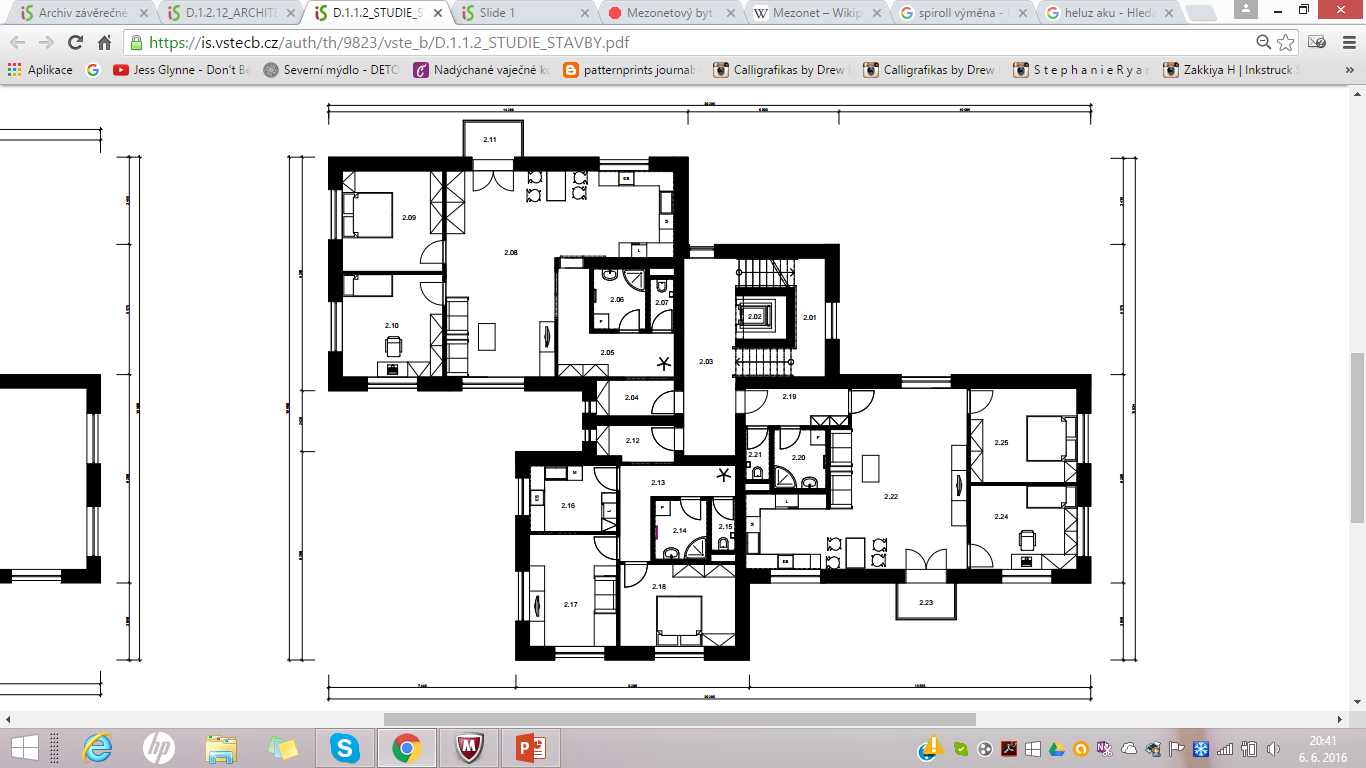 Archiv závěrečné
D.1.2.12_ARCHITE
D.1.1.2_STUDIE_ST
Slide 1
Mezonetový byt
Mezonet – Wikip
spiroll výměna -
heluz aku - Hled
https://is.vstecb.cz/auth/th/9823/vste_b/D.1.1.2_STUDIE_STAVBY.pdf
Aplikace
Jess Glynne - Don't Be
Severní mýdlo - DETO
Nadýchané vaječné k
patternprints journal
Calligrafikas by Drew
Calligrafikas by Drew
S t e p h a n i e R y a
Zakkiya H | Inkstruck
»
2.11
2.09
2.08
2.10
2.06
2.07
2.05
2.04
2.03
2.02
2.01
2.12
2.13
2.16
2.14
2.15
2.17
2.18
2.19
2.21
2.20
2.22
2.25
2.24
2.23
20:41
6. 6. 2016